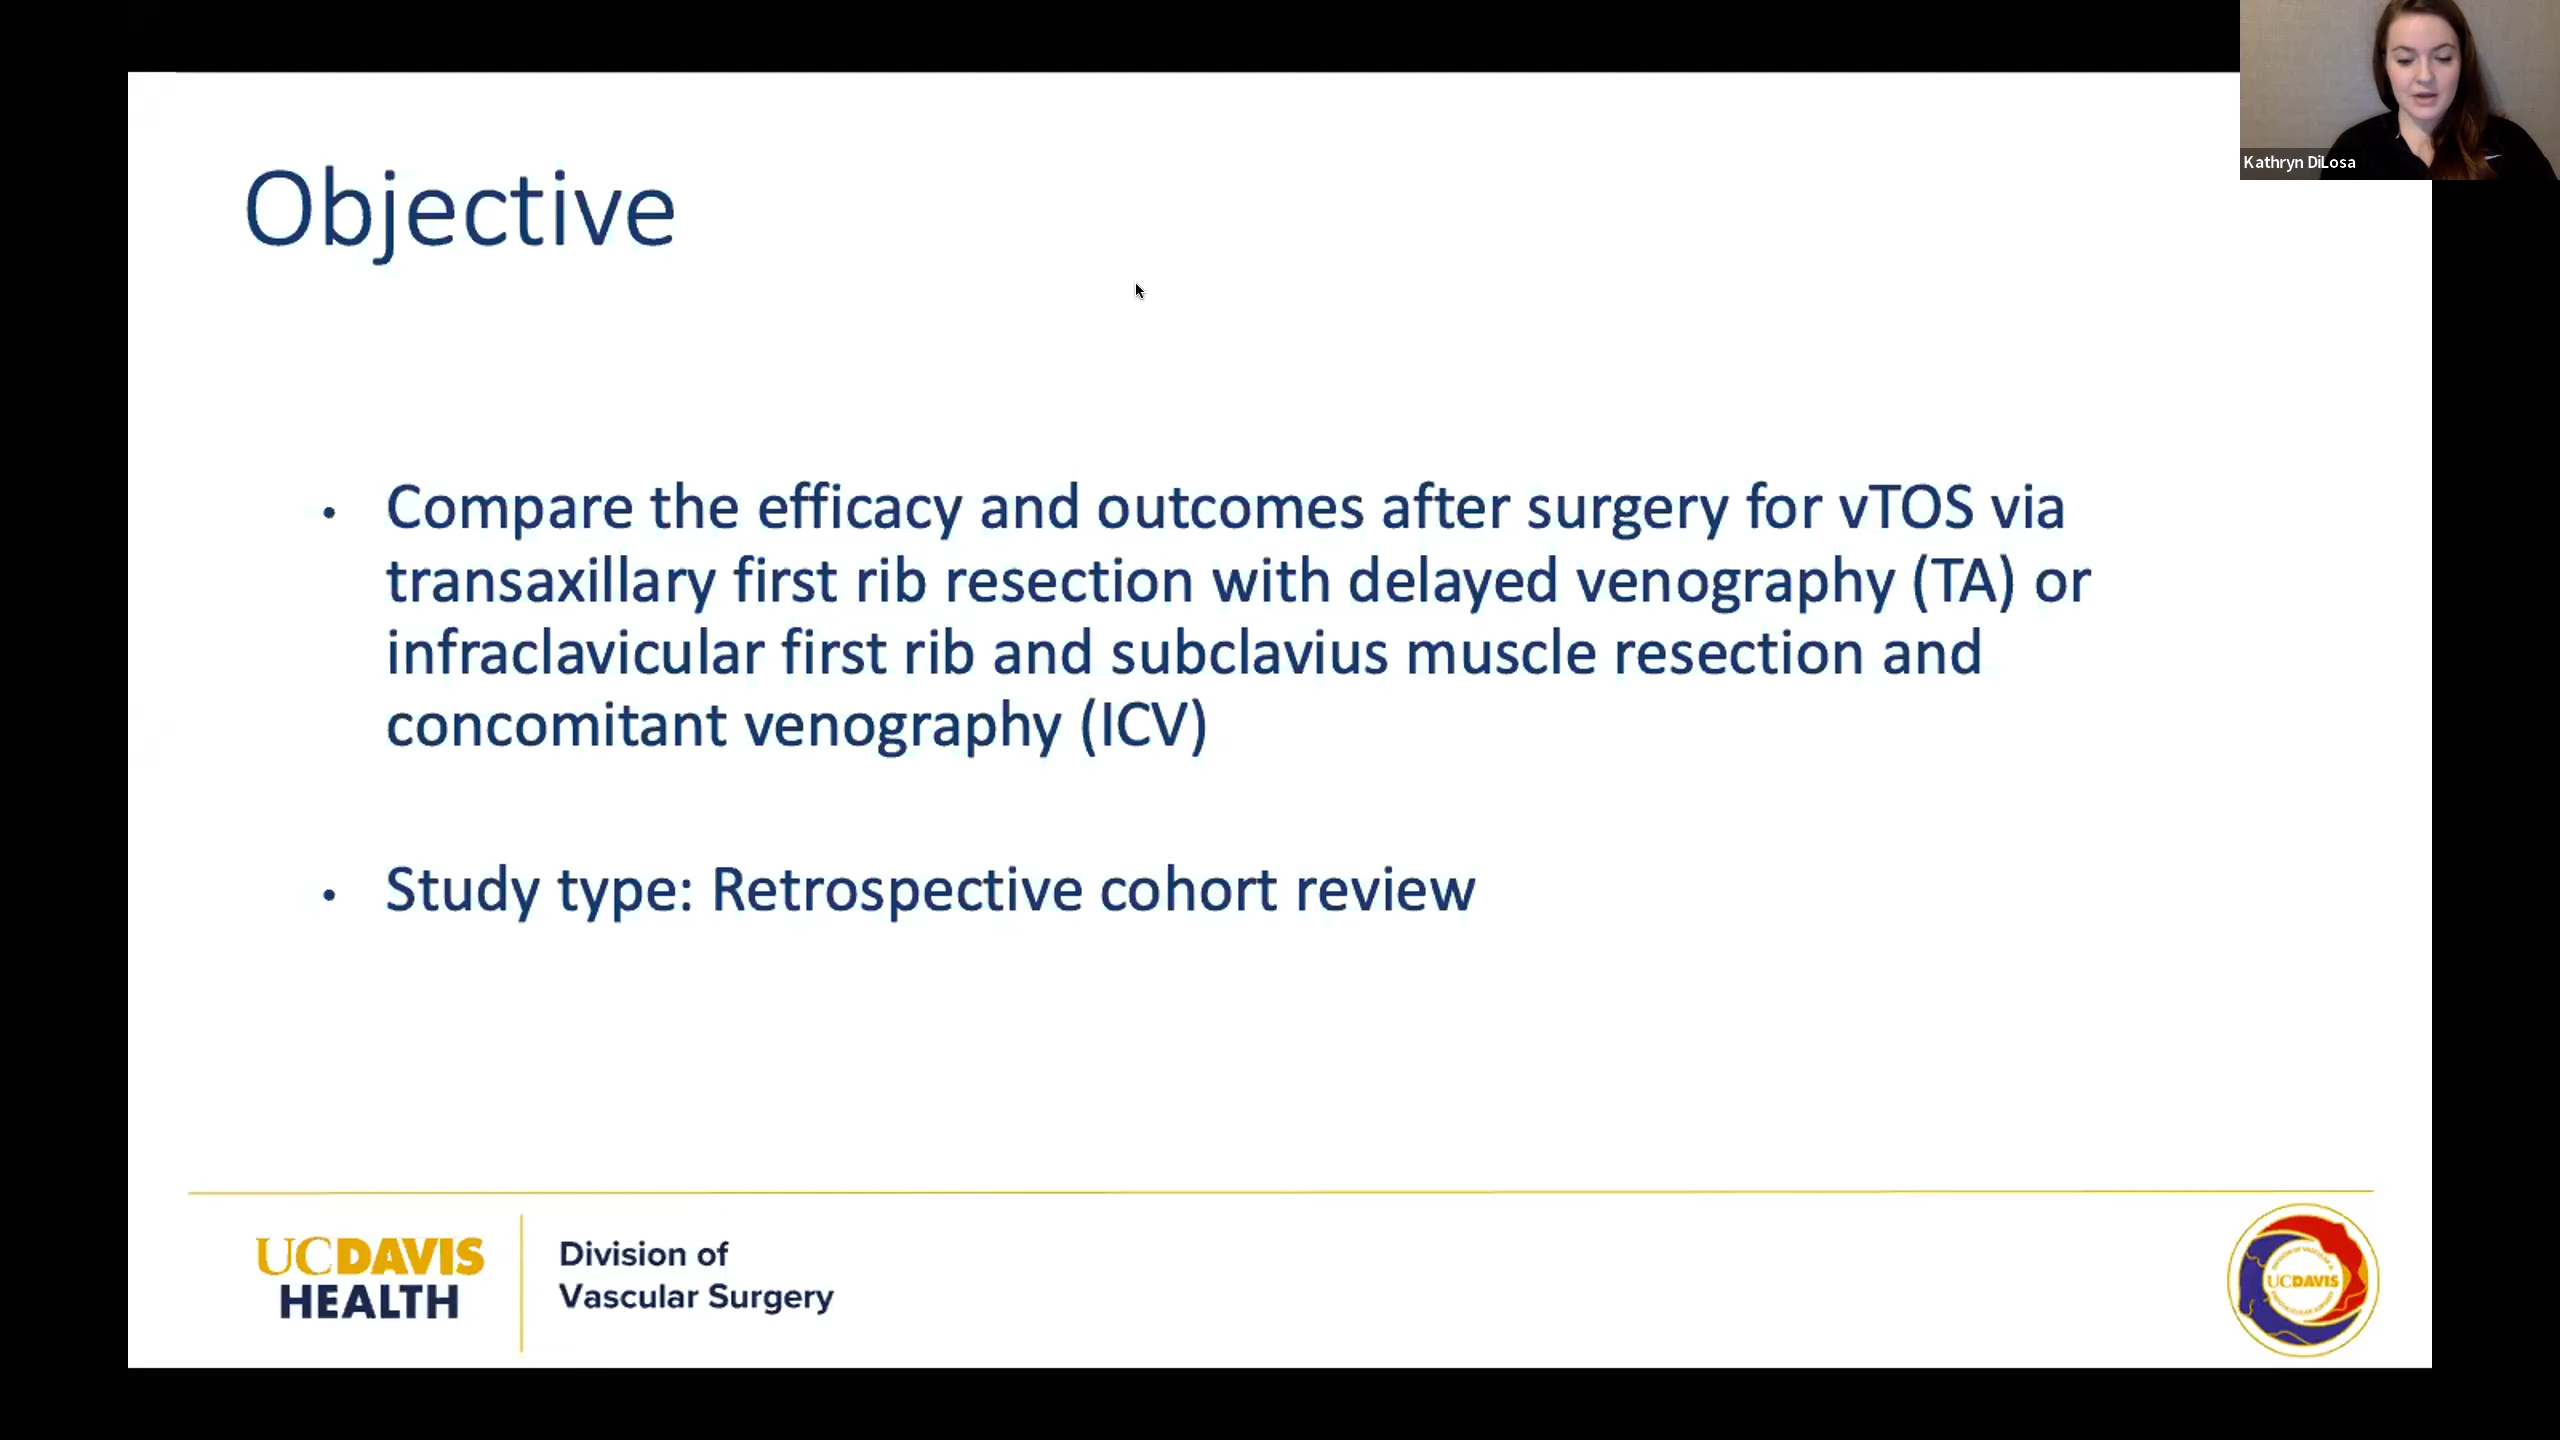 Kathryn DiLosa
Objective
• Compare the efficacy and outcomes after surgery for vTOS via
transaxillary first rib resection with delayed venography (TA) or
infraclavicular first rib and subclavius muscle resection and
concomitant venography (ICV)
• Study type: Retrospective cohort review
UCDAVIS
HEALTH
Division of
Vascular Surgery
UCDAVIS